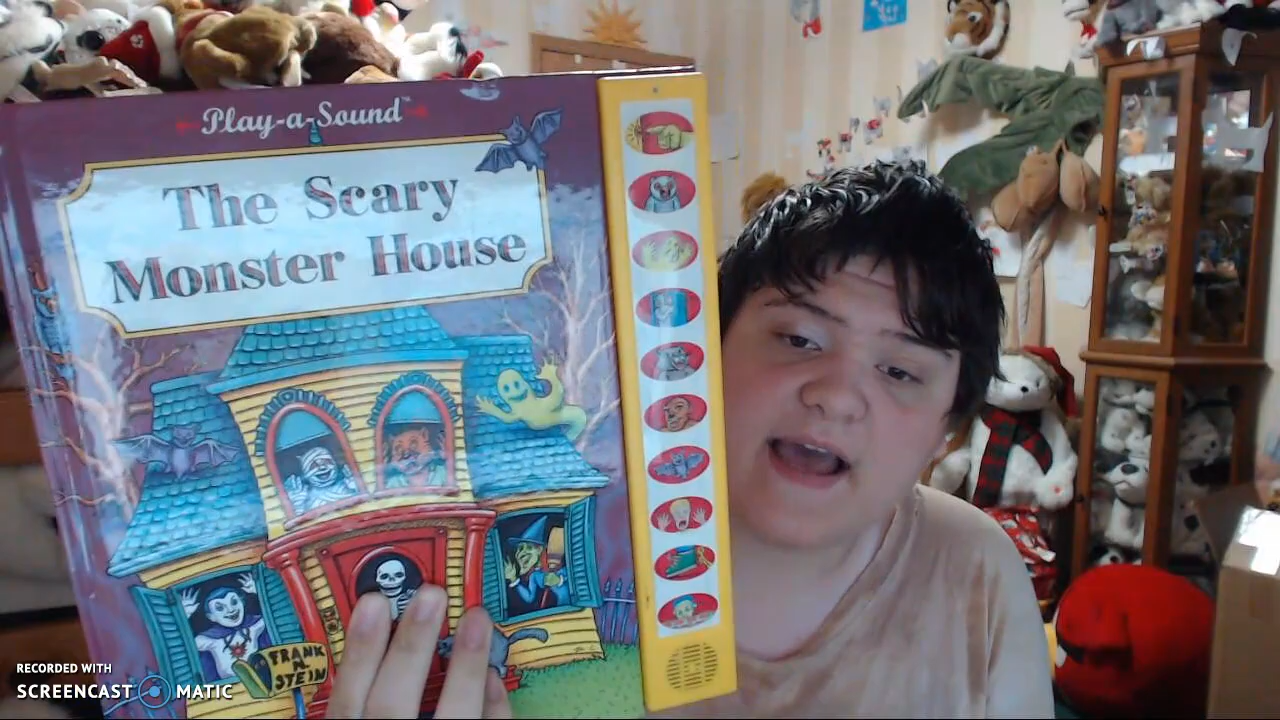 Play-a-Sound™
The Scary
Monster House
FRANK
N.
STEIN
RECORDED WITH
SCREENCAST MATIC